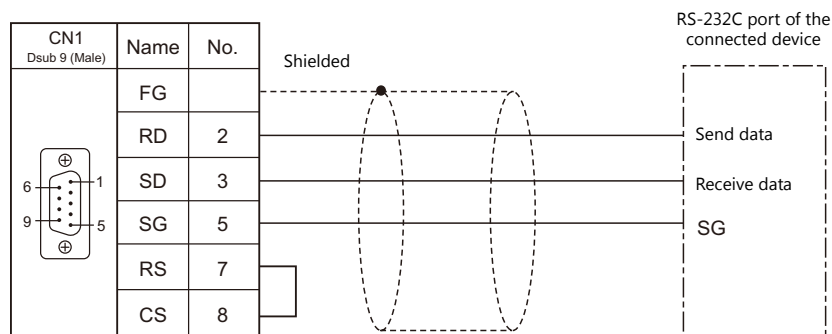 RS-232C port of the
connected device
CN1
Dsub 9 (Male)
Name
No.
Shielded
FG
RD
2
Send data
SD
3
Receive data
SG
5
SG
RS
7
CS
8
6
1
9
5